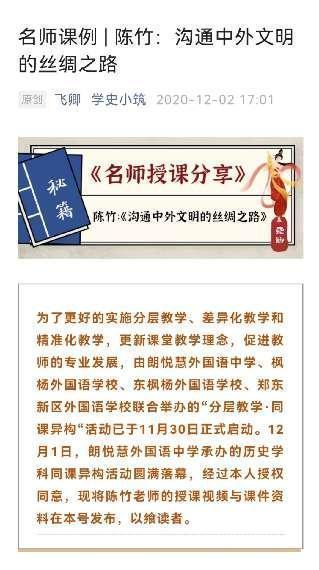 名师课例 | 陈竹：沟通中外文明
的丝绸之路
原创 飞卿 学史小筑 2020-12-02 17:01
秘籍
《名师授课分享》
陈竹:《沟通中外文明的丝绸之路》
为了更好的实施分层教学、差异化教学和
精准化教学，更新课堂教学理念，促进教
师的专业发展，由朗悦慧外国语中学、枫
杨外国语学校、东枫杨外国语学校、郑东
新区外国语学校联合举办的“分层教学·同
课异构”活动已于11月30日正式启动。12
月1日，朗悦慧外国语中学承办的历史学
科同课异构活动圆满落幕，经过本人授权
同意，现将陈竹老师的授课视频与课件资
料在本号发布，以飨读者。